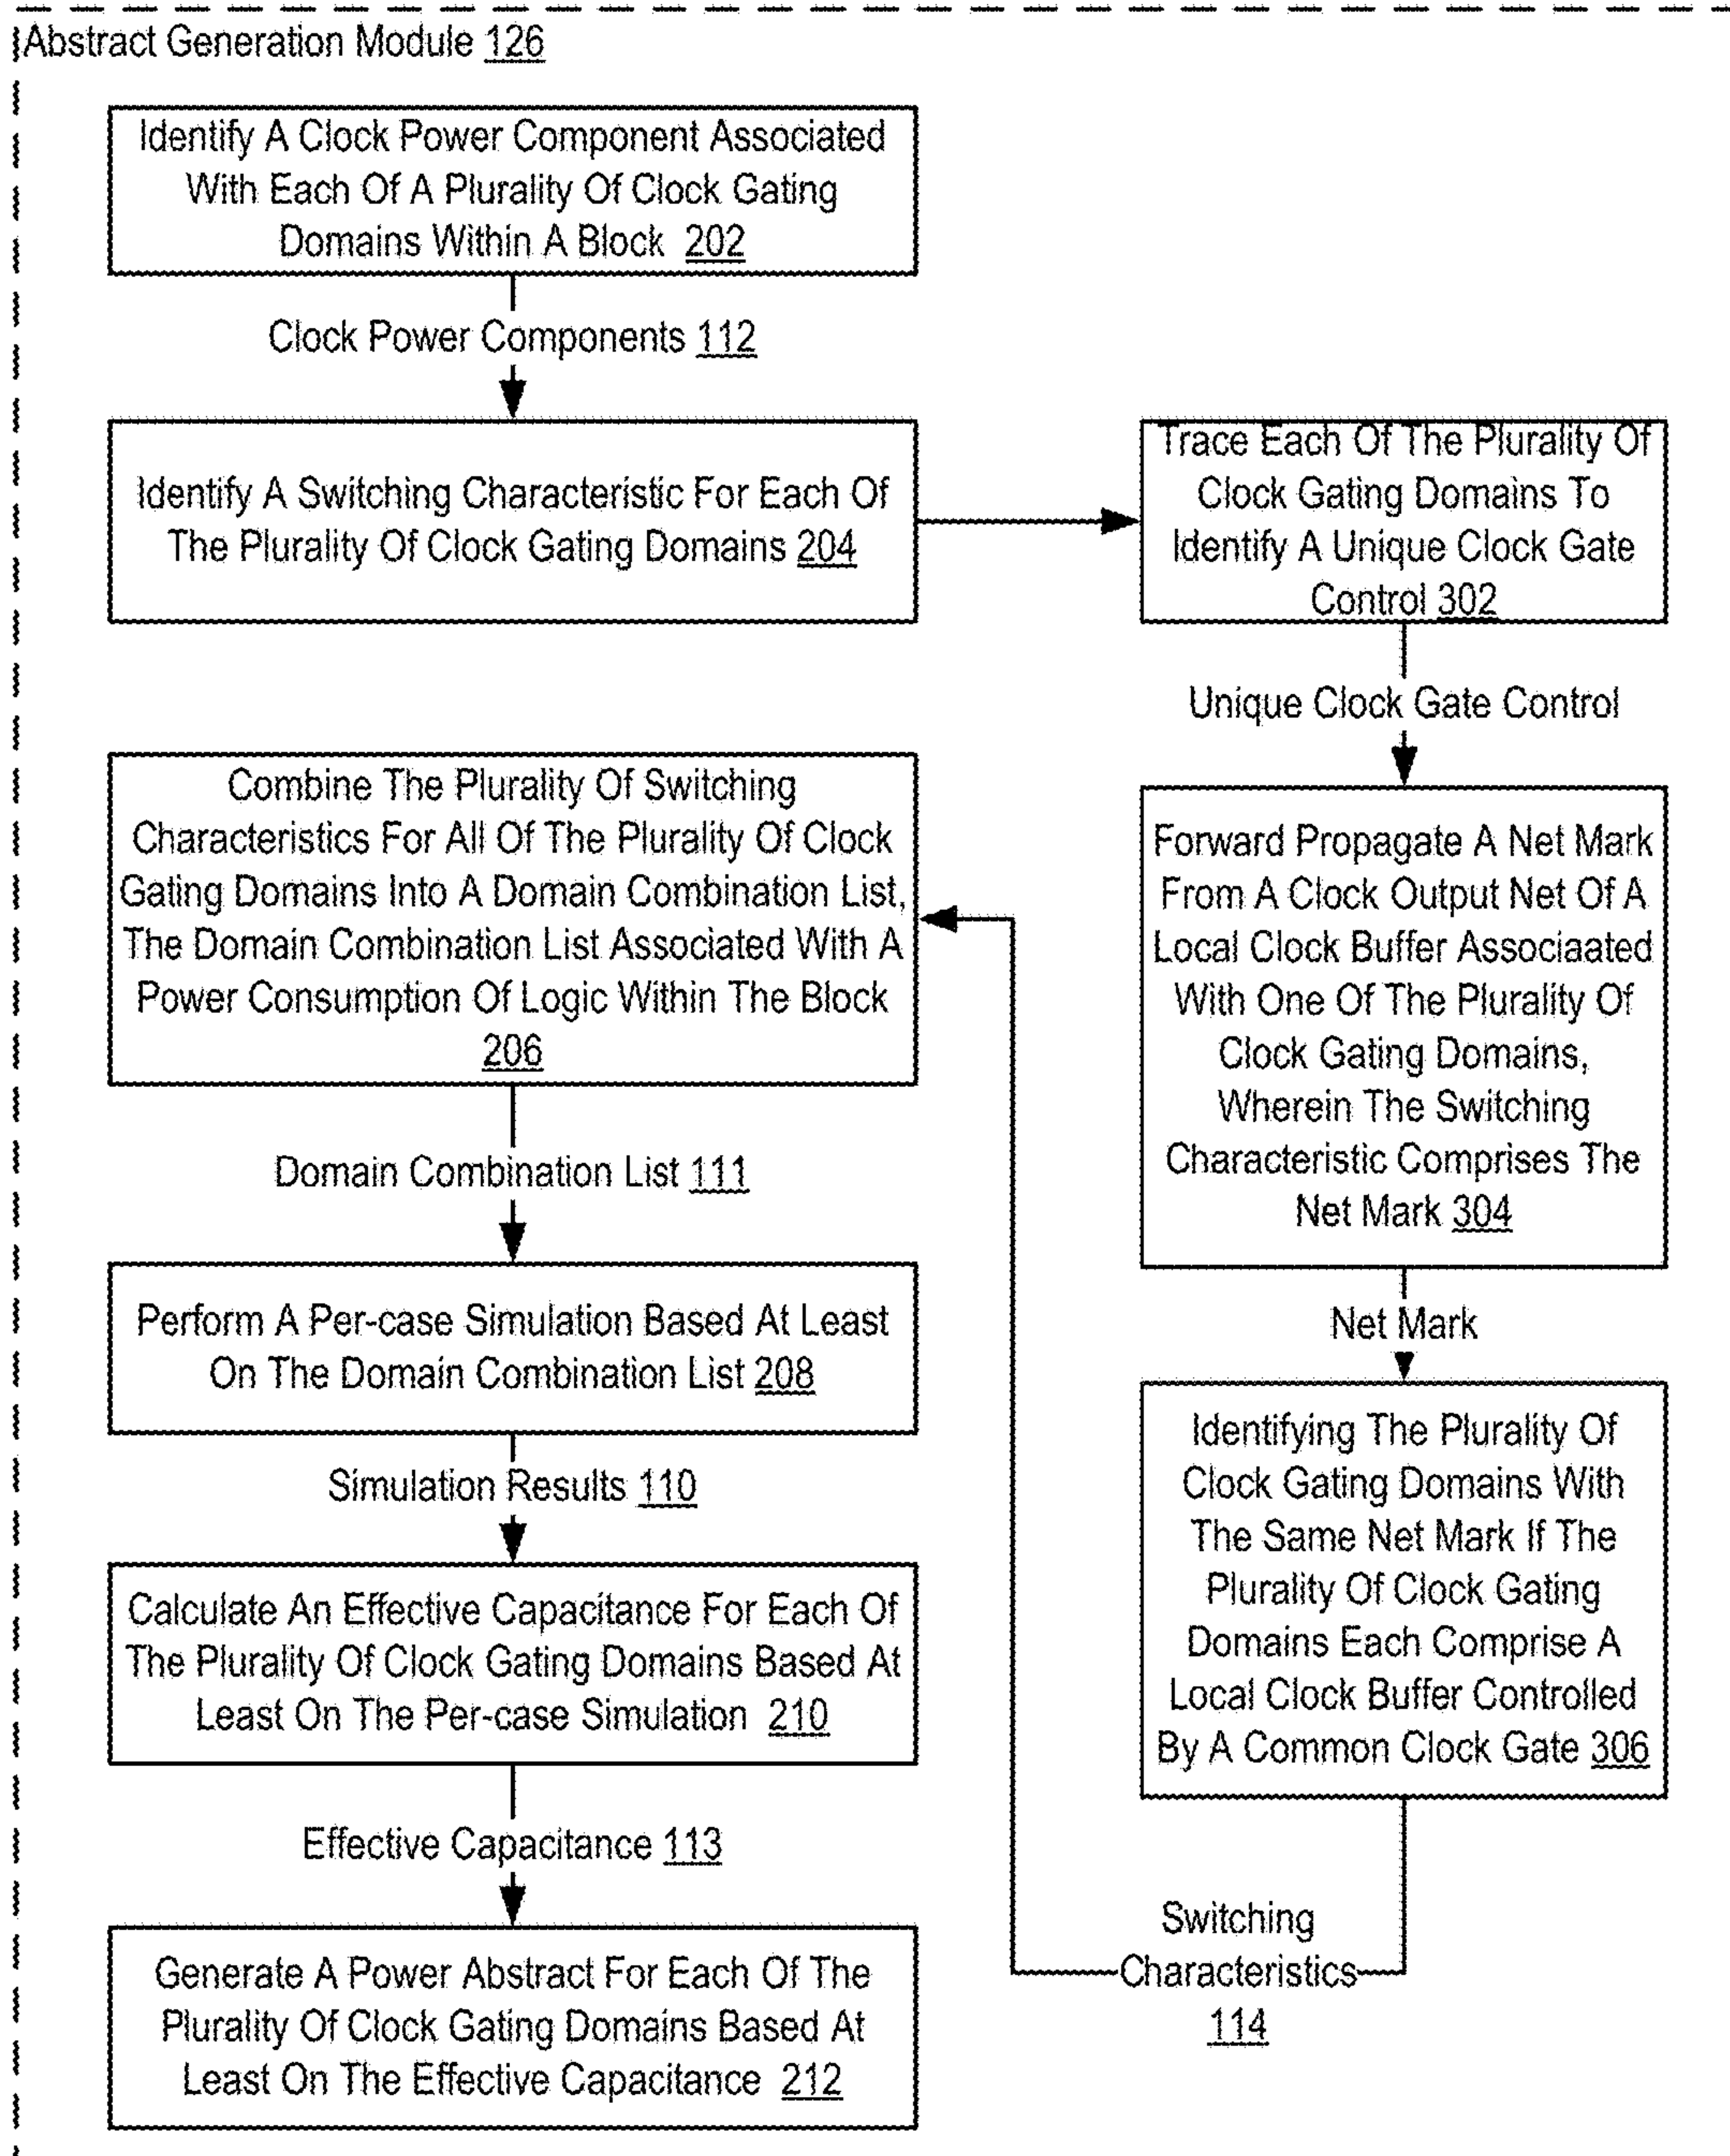 Abstract Generation Module 126
Identify A Clock Power Component Associated
With Each Of A Plurality Of Clock Gating
Domains Within A Block 202
Clock Power Components 112
Identify A Switching Characteristic For Each Of
The Plurality Of Clock Gating Domains 204
Trace Each Of The Plurality Of
Clock Gating Domains To
Identify A Unique Clock Gate
Control 302
Unique Clock Gate Control
Forward Propagate A Net Mark
From A Clock Output Net Of A
Local Clock Buffer Associaated
With One Of The Plurality Of
Clock Gating Domains,
Wherein The Switching
Characteristic Comprises The
Net Mark 304
Net Mark
Identifying The Plurality Of
Clock Gating Domains With
The Same Net Mark If The
Plurality Of Clock Gating
Domains Each Comprise A
Local Clock Buffer Controlled
By A Common Clock Gate 306
Switching
Characteristics
114
Combine The Plurality Of Switching
Characteristics For All Of The Plurality Of Clock
Gating Domains Into A Domain Combination List,
The Domain Combination List Associated With A
Power Consumption Of Logic Within The Block
206
Domain Combination List 111
Perform A Per-case Simulation Based At Least
On The Domain Combination List 208
Simulation Results 110
Calculate An Effective Capacitance For Each Of
The Plurality Of Clock Gating Domains Based At
Least On The Per-case Simulation 210
Effective Capacitance 113
Generate A Power Abstract For Each Of The
Plurality Of Clock Gating Domains Based At
Least On The Effective Capacitance 212